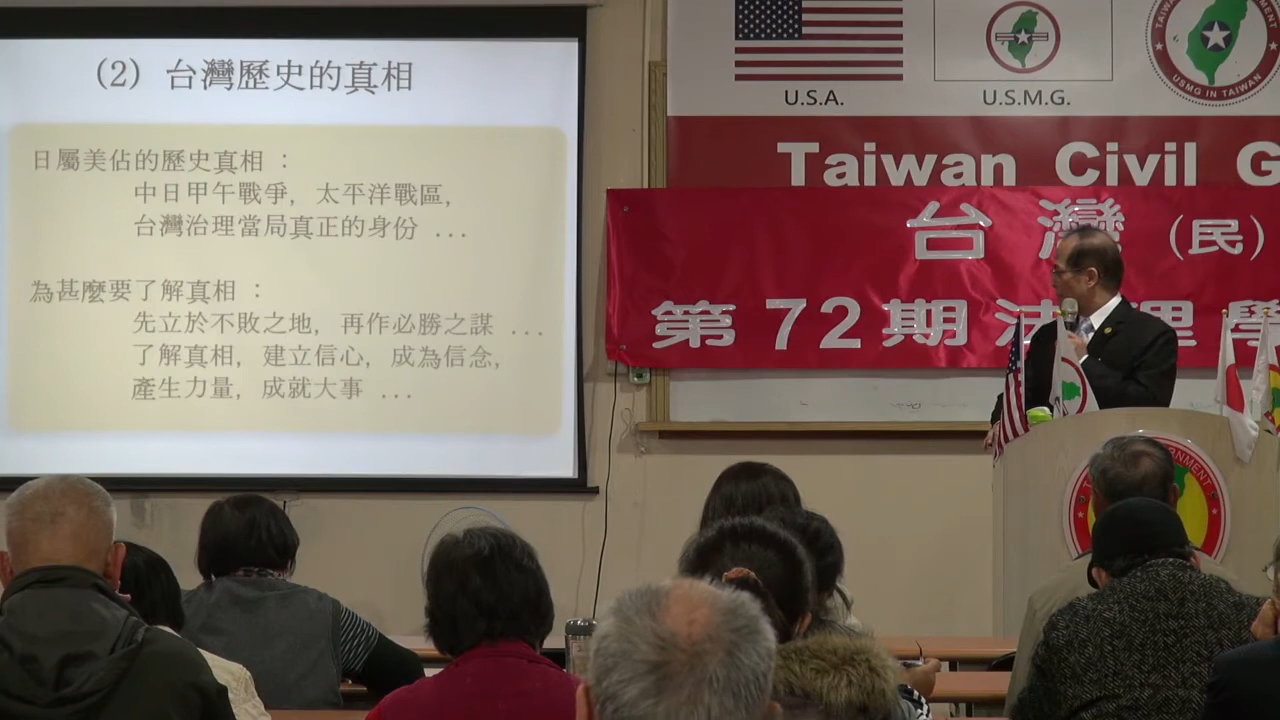 (2) 台灣歷史的真相
日屬美佔的歷史真相：
中日甲午戰爭, 太平洋戰區,
台灣治理當局真正的身份 ...
為甚麼要了解真相：
先立於不敗之地, 再作必勝之謀 ...
了解真相, 建立信心, 成為信念,
產生力量, 成就大事 ...
U.S.A.
U.S.M.G.
USMG IN TAIWAN
Taiwan Civil G
台灣 (民)
第72期法理學